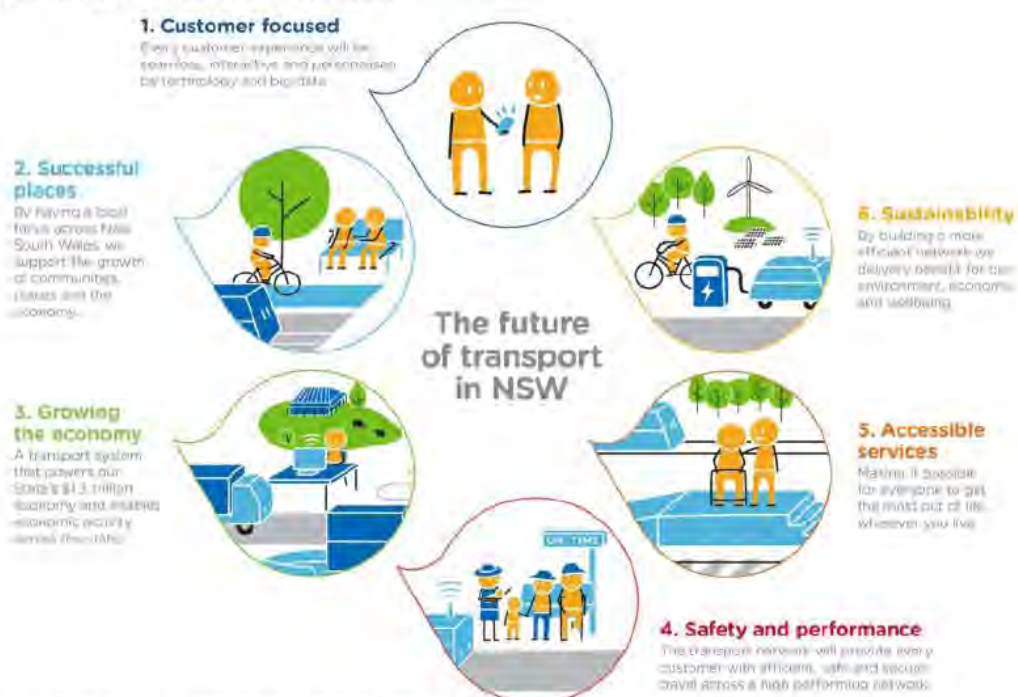 1. Customer focused
Every customer experience will be
seamless, interactive and personalised
by technology and big data
2. Successful
places
By having a local
focus across New
South Wales, we
support the growth
of communities,
places and the
economy.
3. Growing
the economy
A transport system
that powers our
State's $1.3 trillion
economy and enables
economic activity
across the state.
The future
of transport
in NSW
6. Sustainability
By building a more
efficient network we
delivery benefit for our
environment, economy
and wellbeing.
5. Accessible
services
Making it possible
for everyone to get
the most out of life,
wherever you live.
ON TIME
4. Safety and performance
The transport network will provide every
customer with efficient, safe and secure
travel across a high performing network.